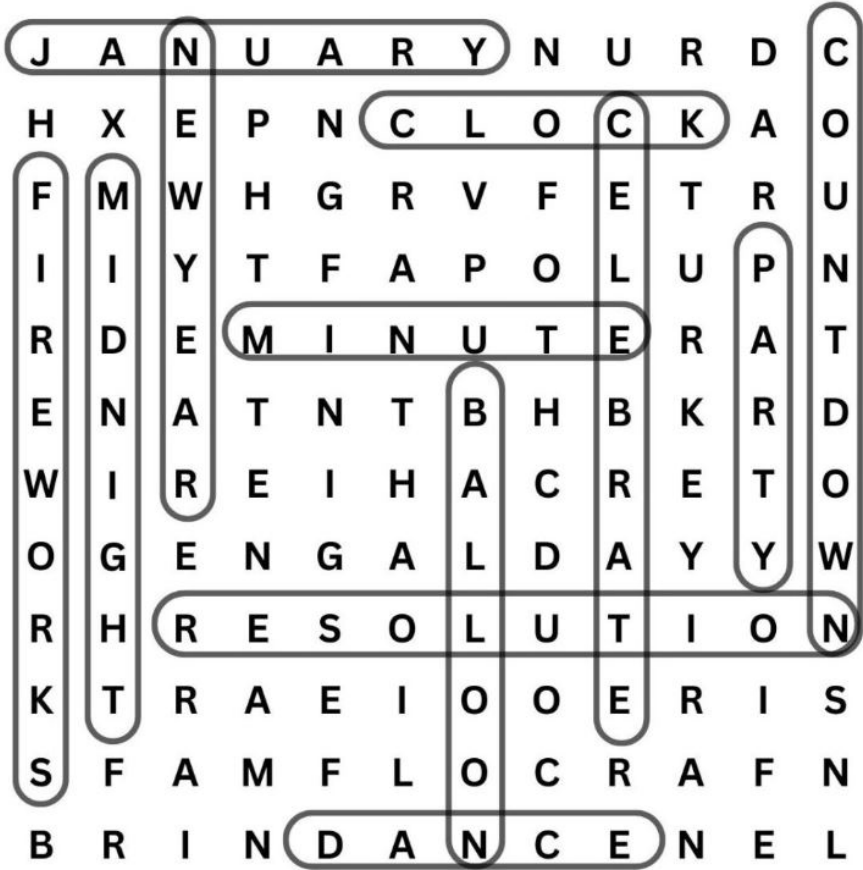 J A N U A R Y N U R D C
H X E P N C L O C K A O
F M W H G R V F E T R U
I I Y T F A P O L U P N
R D E M I N U T E R A T
E N A T N T B H B K R D
W I R E I H A C R E T O
O G E N G A L D A Y Y W
R H R E S O L U T I O N
K T R A E I O O E R I S
S F A M F L O C R A F N
B R I N D A N C E N E L